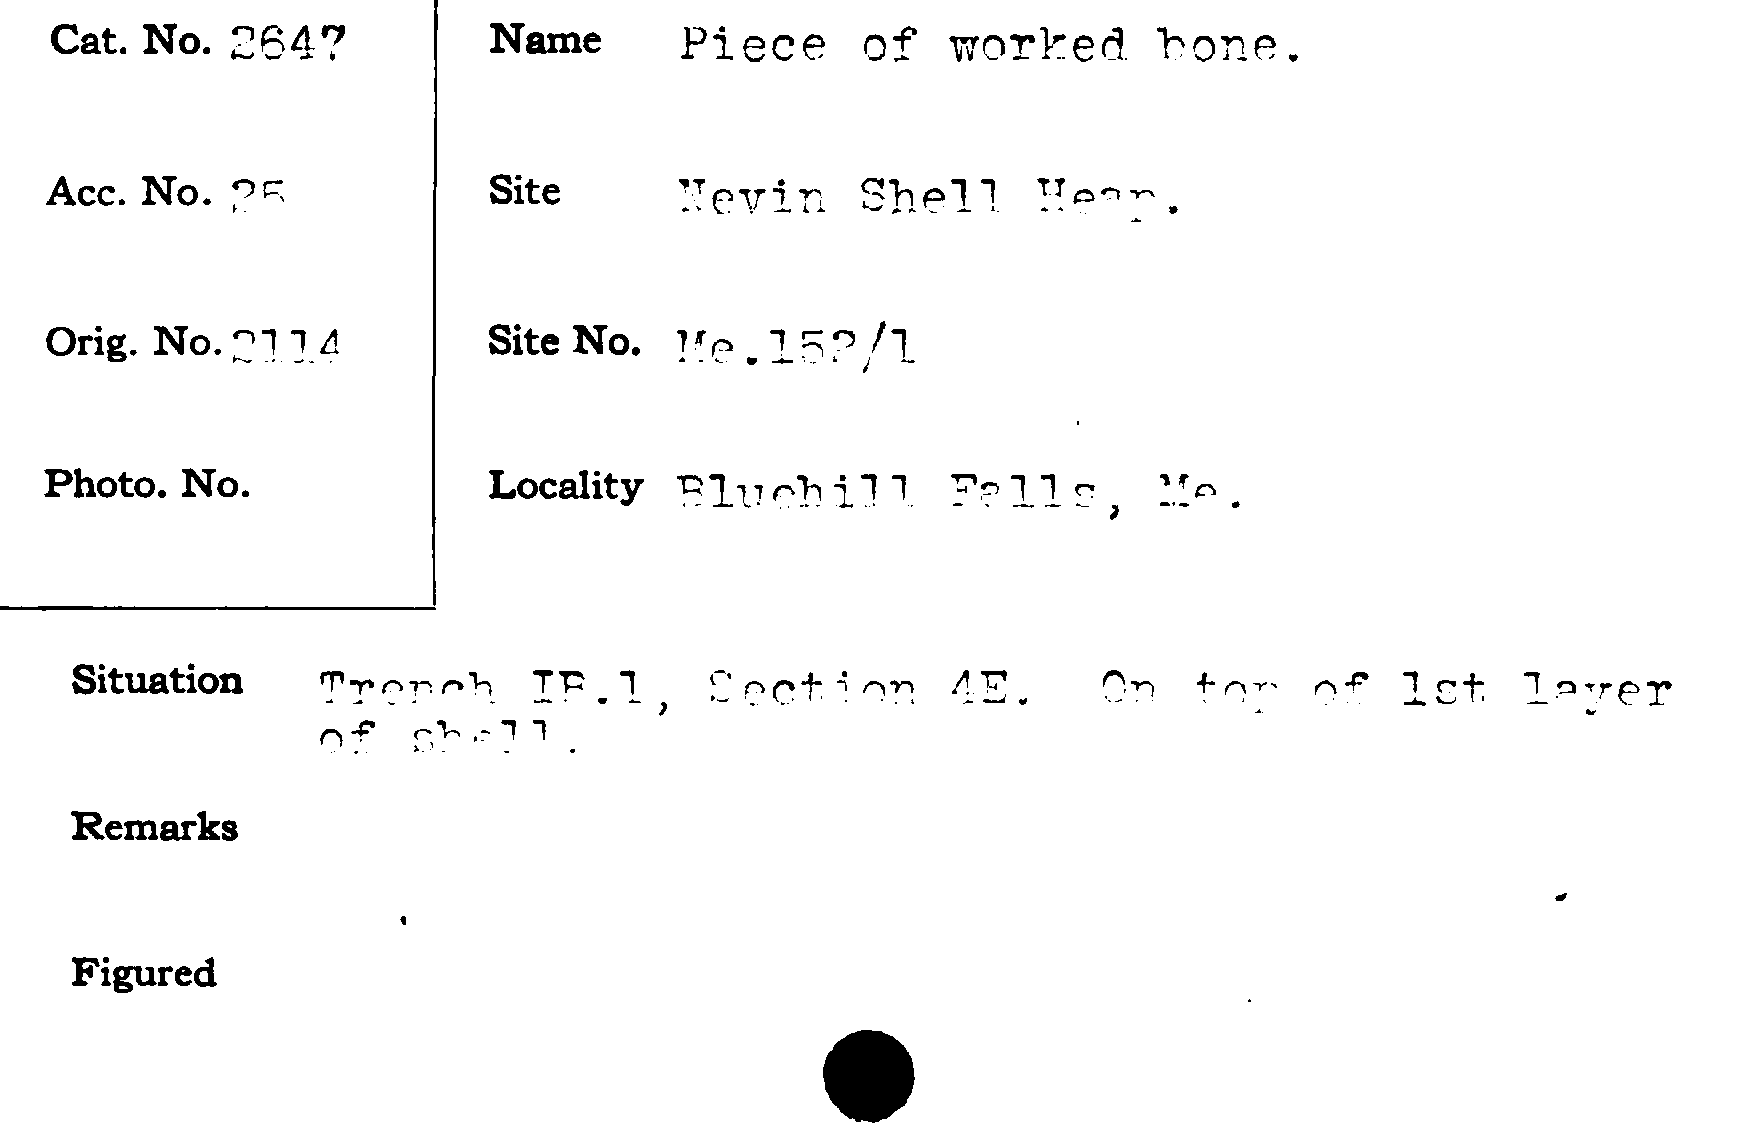 Cat. No. 2647
Name Piece of worked bone.
Acc. No. 25
Site Nevin Shell Heap.
Orig. No. 2114
Site No. Me.152/1
Photo. No.
Locality Bluehill Falls, Me.
Situation Trench IB.1, Section 4E. On top of 1st layer
of shell.
Remarks
Figured